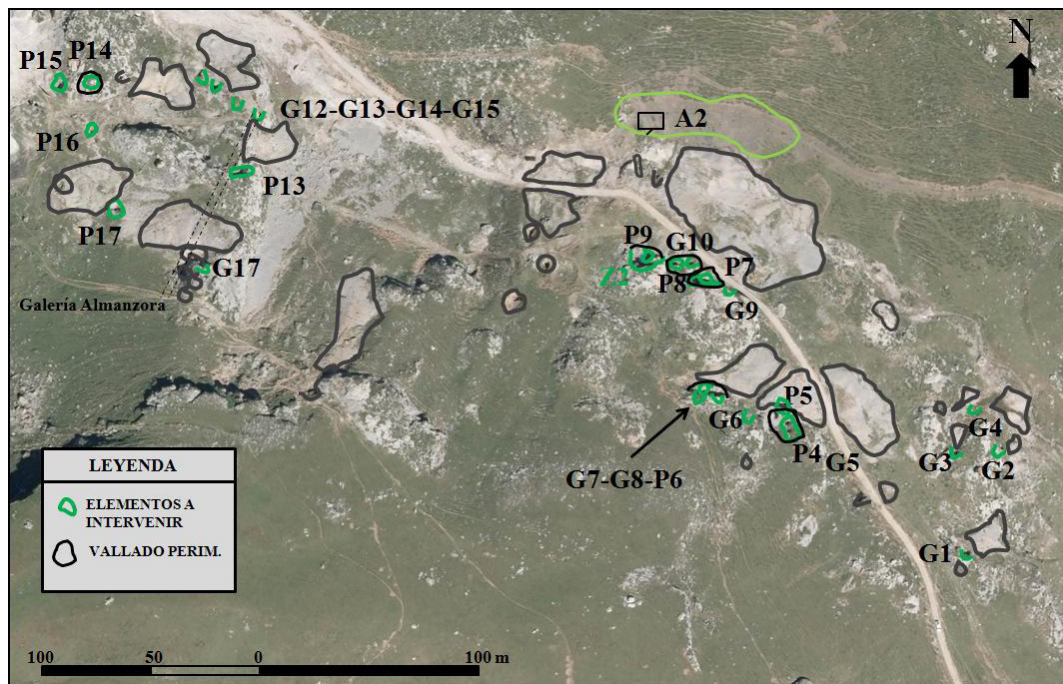 N
P15
P14
A2
G12-G13-G14-G15
P16
P13
P17
P9
G10
P7
Z1
P8
G17
G9
Galería Almanzora
P5
G6
G4
P4
G5
G3
G2
G7-G8-P6
G1
LEYENDA
ELEMENTOS A
INTERVENIR
VALLADO PERIM.
100 50 0 100 m